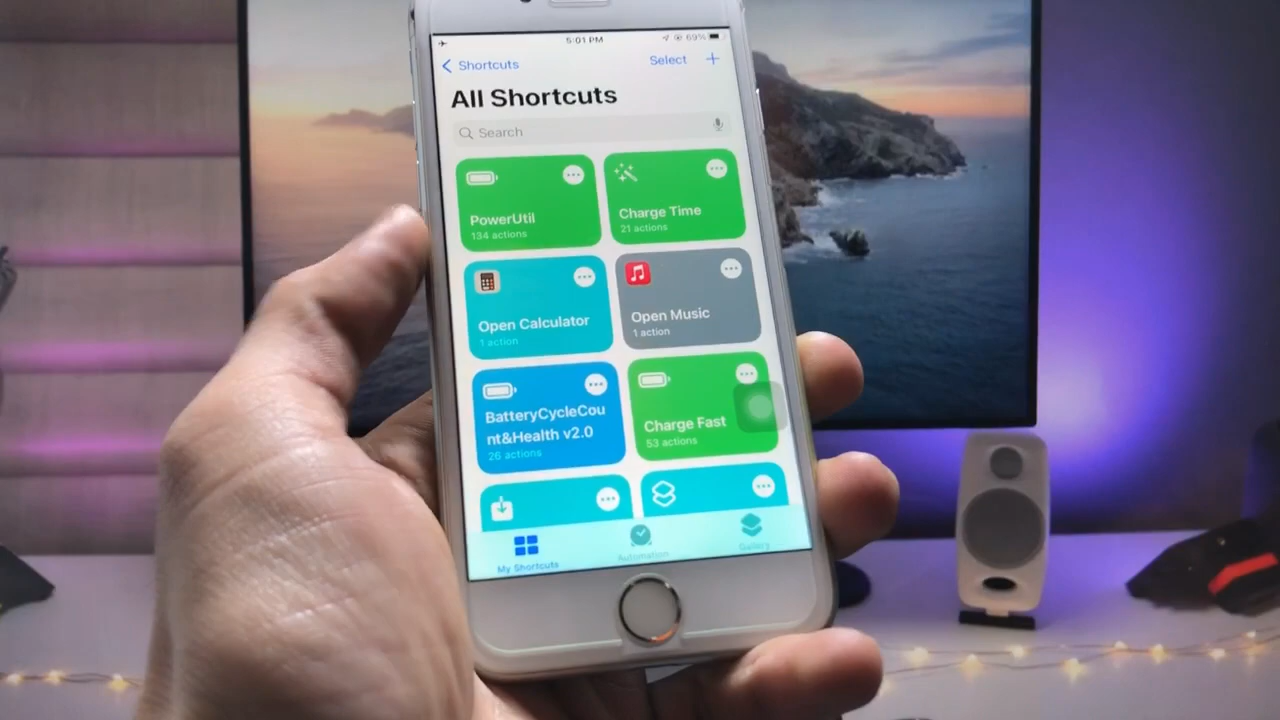 5:01 PM
69%
Shortcuts
Select
All Shortcuts
Search
PowerUtil
134 actions
Charge Time
21 actions
Open Calculator
1 action
Open Music
1 action
BatteryCycleCou
nt&Health v2.0
26 actions
Charge Fast
53 actions
My Shortcuts
Automation
Gallery